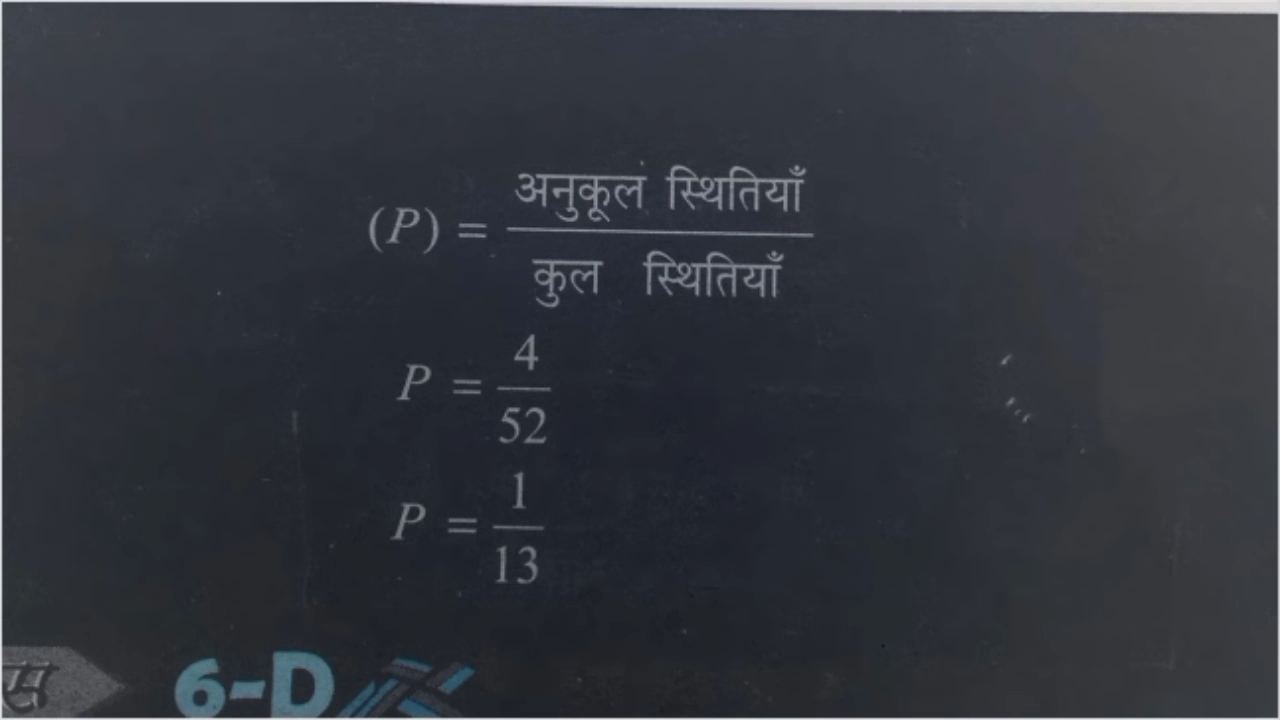 (P) = अनुकूल स्थितियाँ / कुल स्थितियाँ
P = 4/52
P = 1/13
स 6-D